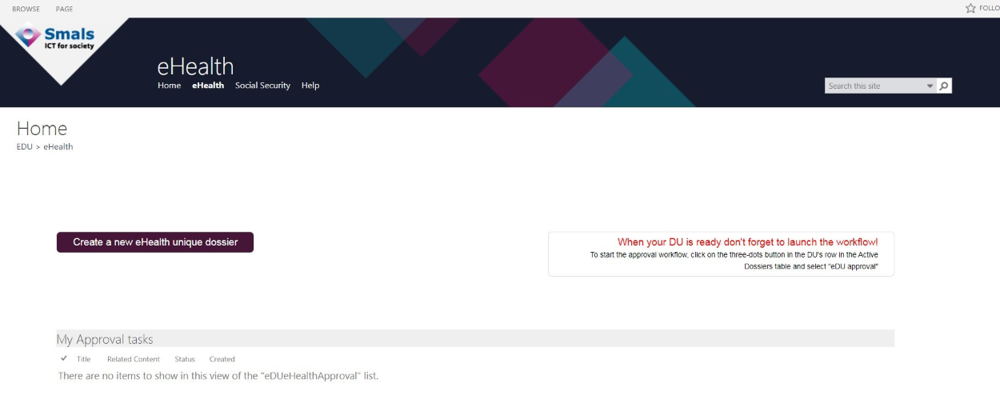 BROWSE PAGE
FOLLO
Smals
ICT for society
eHealth
Home eHealth Social Security Help
Search this site
Home
EDU > eHealth
Create a new eHealth unique dossier
When your DU is ready don't forget to launch the workflow!
To start the approval workflow, click on the three-dots button in the DU's row in the Active
Dossiers table and select "eDU approval"
My Approval tasks
Title Related Content Status Created
There are no items to show in this view of the "eDUeHealthApproval" list.